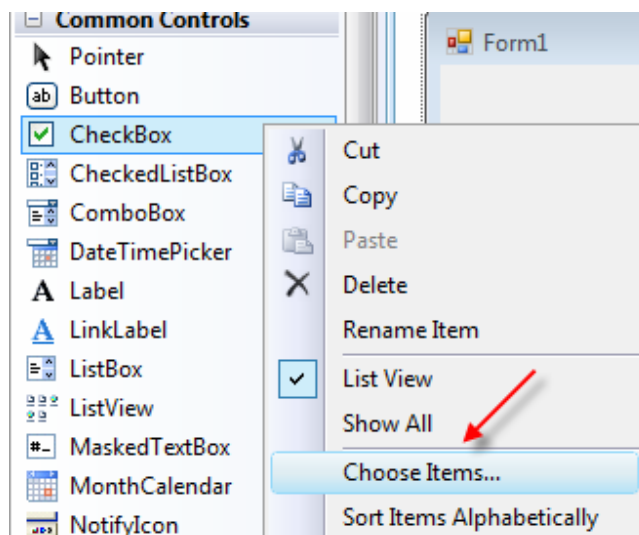 Common Controls
Pointer
ab Button
CheckBox
CheckedListBox
ComboBox
DateTimePicker
A Label
A LinkLabel
ListBox
ListView
#- MaskedTextBox
MonthCalendar
NotifyIcon
Form1
Cut
Copy
Paste
Delete
Rename Item
List View
Show All
Choose Items...
Sort Items Alphabetically